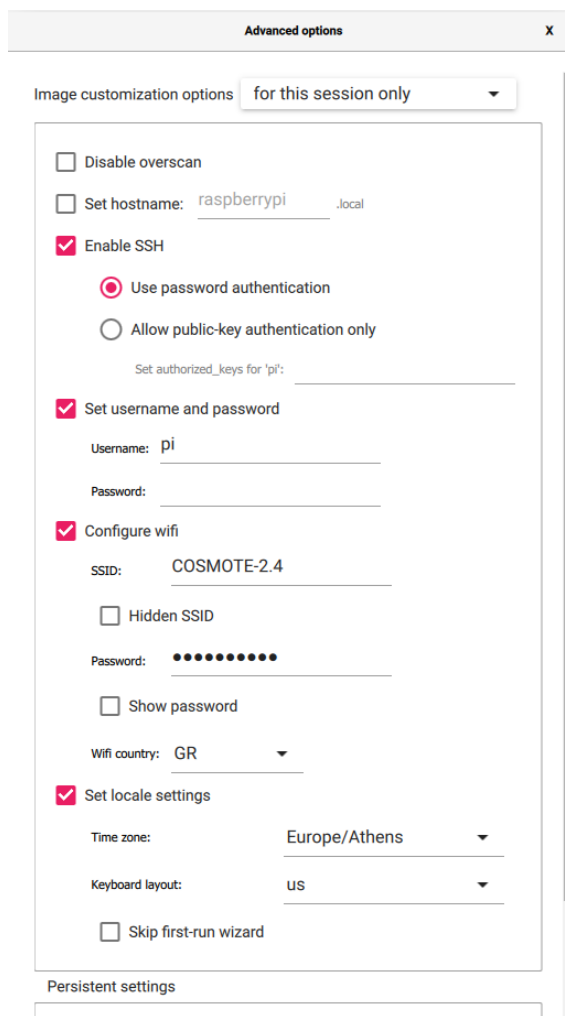 Advanced options X
Image customization options for this session only
Disable overscan
Set hostname: raspberrypi .local
Enable SSH
Use password authentication
Allow public-key authentication only
Set authorized_keys for 'pi':
Set username and password
Username: pi
Password:
Configure wifi
SSID: COSMOTE-2.4
Hidden SSID
Password: ●●●●●●●●●●
Show password
Wifi country: GR
Set locale settings
Time zone: Europe/Athens
Keyboard layout: us
Skip first-run wizard
Persistent settings